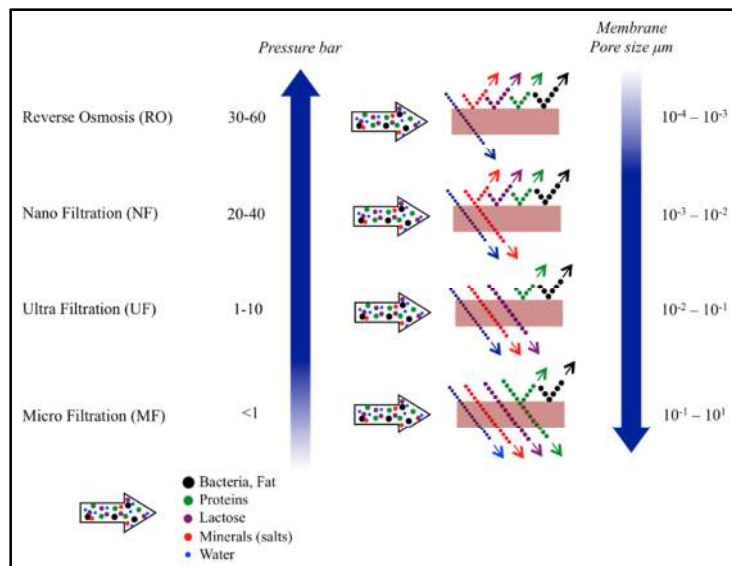 Pressure bar
Membrane
Pore size μm
Reverse Osmosis (RO) 30-60 10⁻⁴ – 10⁻³
Nano Filtration (NF) 20-40 10⁻³ – 10⁻²
Ultra Filtration (UF) 1-10 10⁻² – 10⁻¹
Micro Filtration (MF) <1 10⁻¹ – 10¹
Bacteria, Fat
Proteins
Lactose
Minerals (salts)
Water